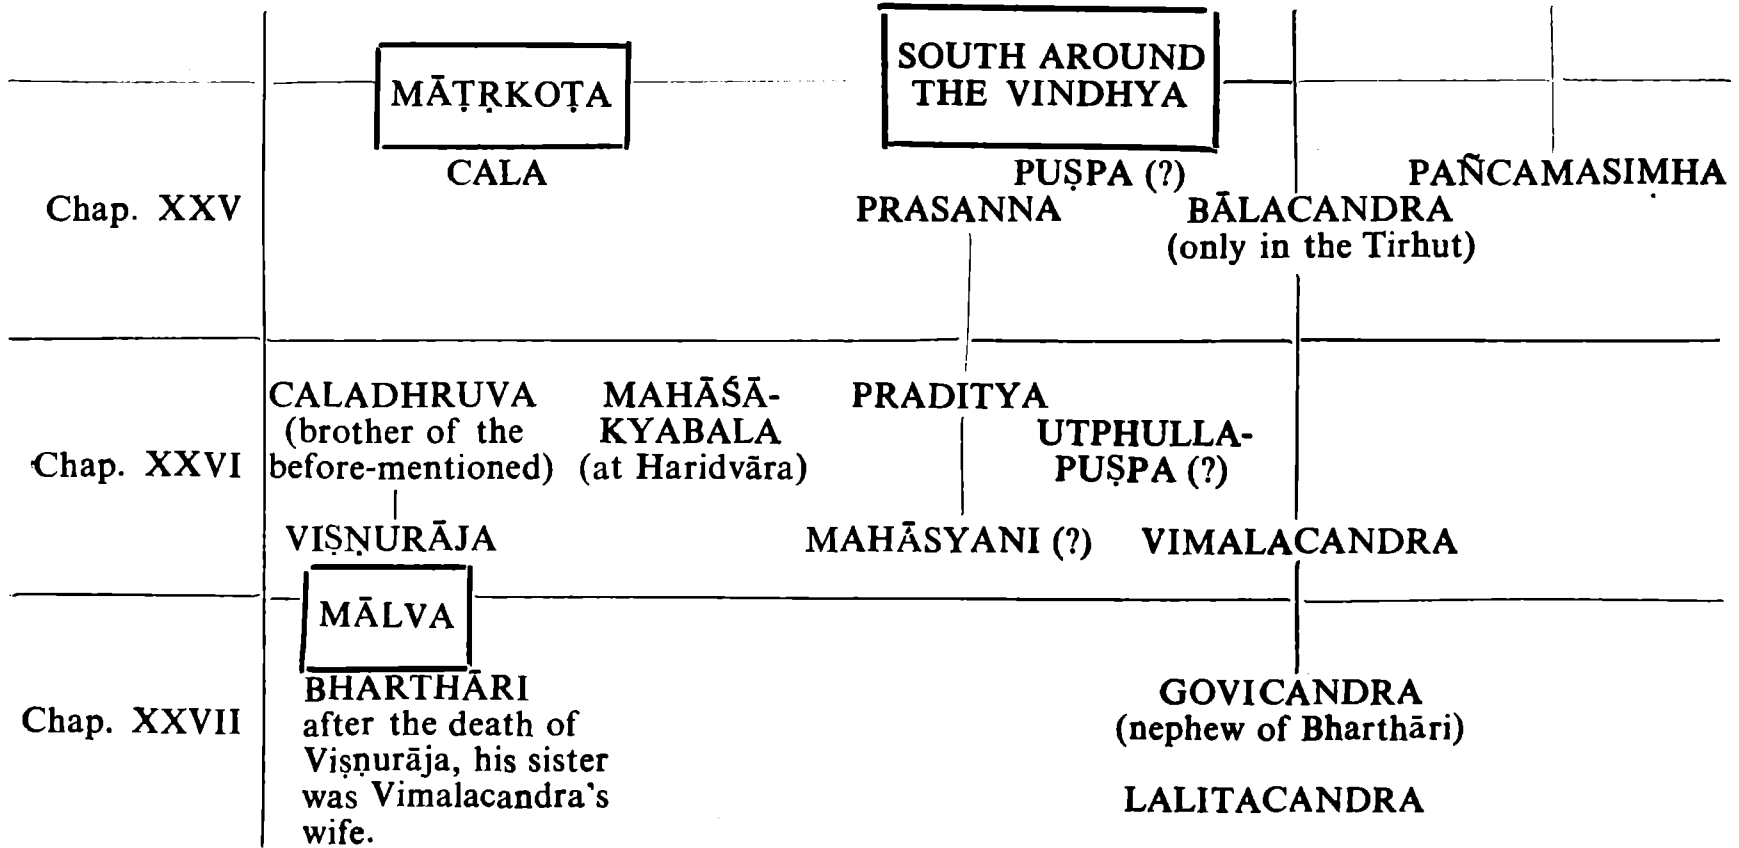 MĀṬṚKOṬA
SOUTH AROUND
THE VINDHYA
Chap. XXV
CALA
PUṢPA (?)
PAÑCAMASIMHA
PRASANNA
BĀLACANDRA
(only in the Tirhut)
Chap. XXVI
CALADHRUVA
(brother of the
before-mentioned)
MAHĀŚĀ-
KYABALA
(at Haridvāra)
PRADITYA
UTPHULLA-
PUṢPA (?)
VIṢṆURĀJA
MAHĀSYANI (?)
VIMALACANDRA
MĀLVA
Chap. XXVII
BHARTHĀRI
after the death of
Viṣṇurāja, his sister
was Vimalacandra's
wife.
GOVICANDRA
(nephew of Bharthāri)
LALITACANDRA